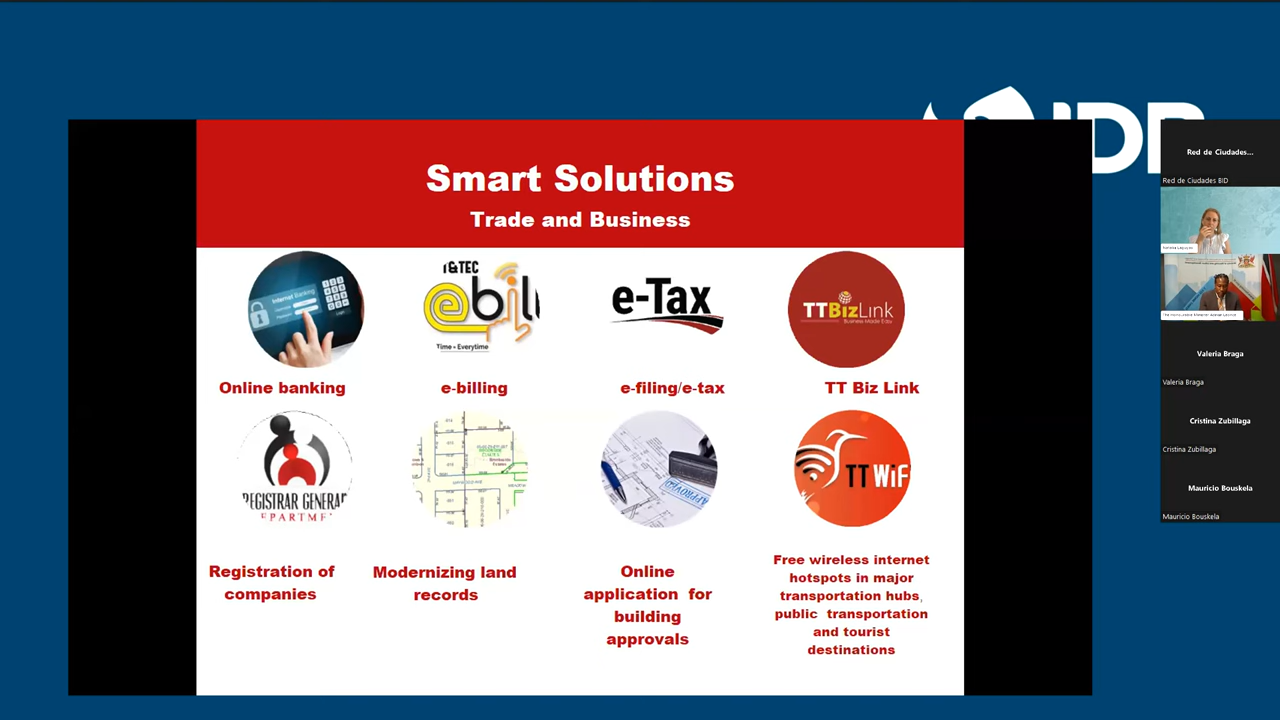 IDB
Smart Solutions
Trade and Business
Internet Banking
T&TEC
ebill
Time • Everytime
e-Tax
TTBizLink
Business Made Easy
Online banking
e-billing
e-filing/e-tax
TT Biz Link
REGISTRAR GENERAL
DEPARTMENT
APPROVED
TT WiF
Registration of
companies
Modernizing land
records
Online
application for
building
approvals
Free wireless internet
hotspots in major
transportation hubs,
public transportation
and tourist
destinations
Red de Ciudades...
Red de Ciudades BID
Valeria Braga
Valeria Braga
Cristina Zubillaga
Cristina Zubillaga
Mauricio Bouskela
Mauricio Bouskela